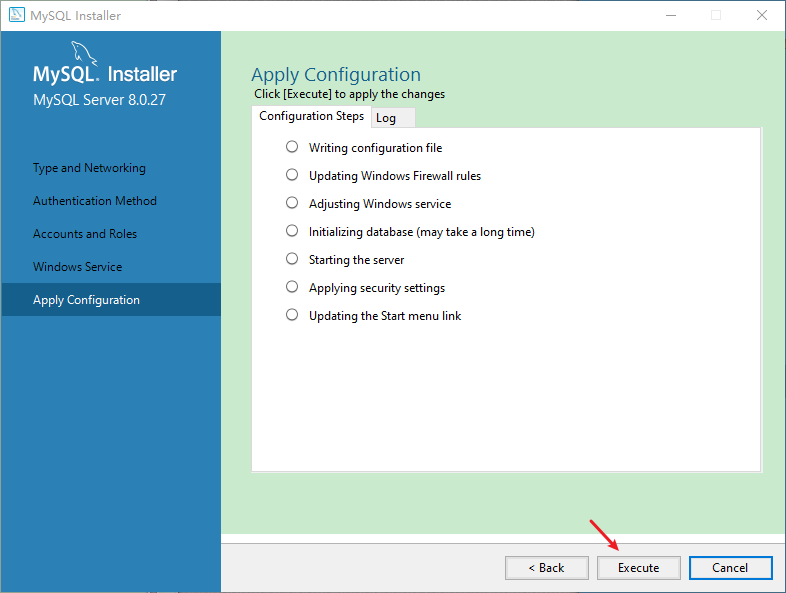 MySQL Installer
MySQL. Installer
MySQL Server 8.0.27
Type and Networking
Authentication Method
Accounts and Roles
Windows Service
Apply Configuration
Apply Configuration
Click [Execute] to apply the changes
Configuration Steps Log
Writing configuration file
Updating Windows Firewall rules
Adjusting Windows service
Initializing database (may take a long time)
Starting the server
Applying security settings
Updating the Start menu link
< Back Execute Cancel